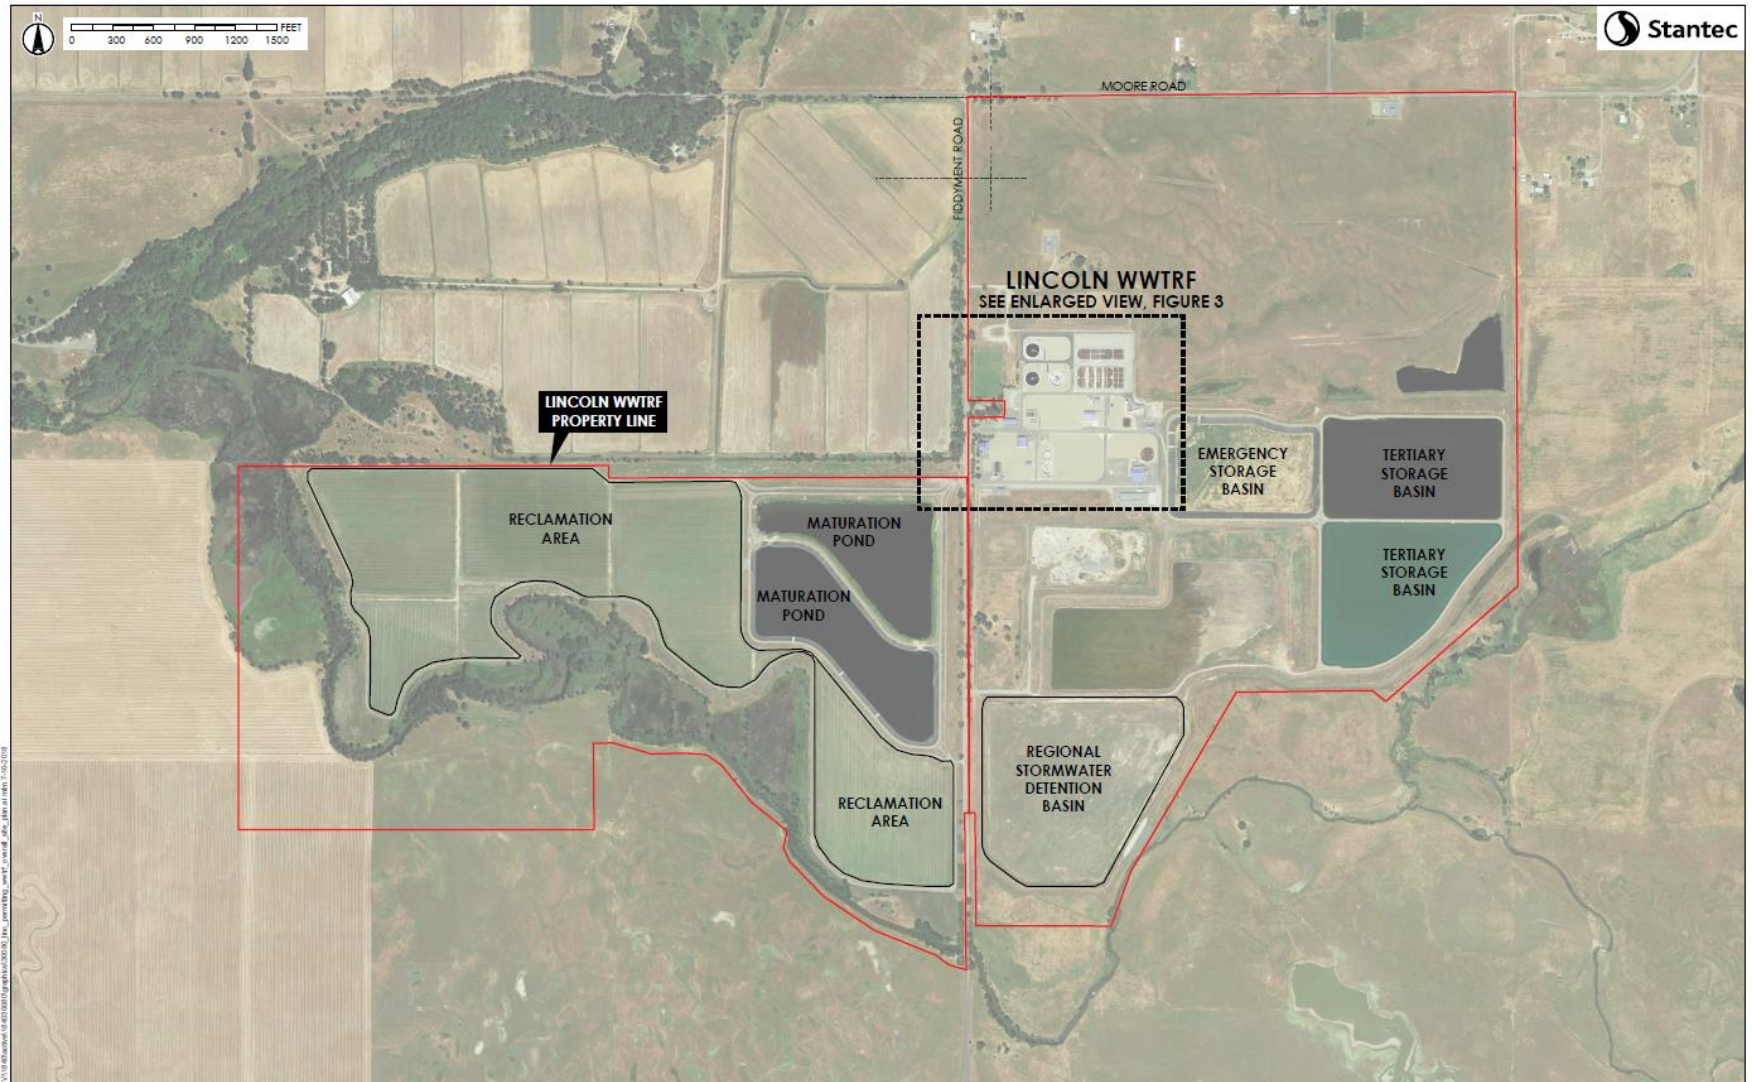 N
FEET
0 300 600 900 1200 1500
Stantec
MOORE ROAD
FIDDYMENT ROAD
LINCOLN WWTRF
SEE ENLARGED VIEW, FIGURE 3
LINCOLN WWTRF
PROPERTY LINE
EMERGENCY
STORAGE
BASIN
TERTIARY
STORAGE
BASIN
RECLAMATION
AREA
MATURATION
POND
TERTIARY
STORAGE
BASIN
MATURATION
POND
REGIONAL
STORMWATER
DETENTION
BASIN
RECLAMATION
AREA